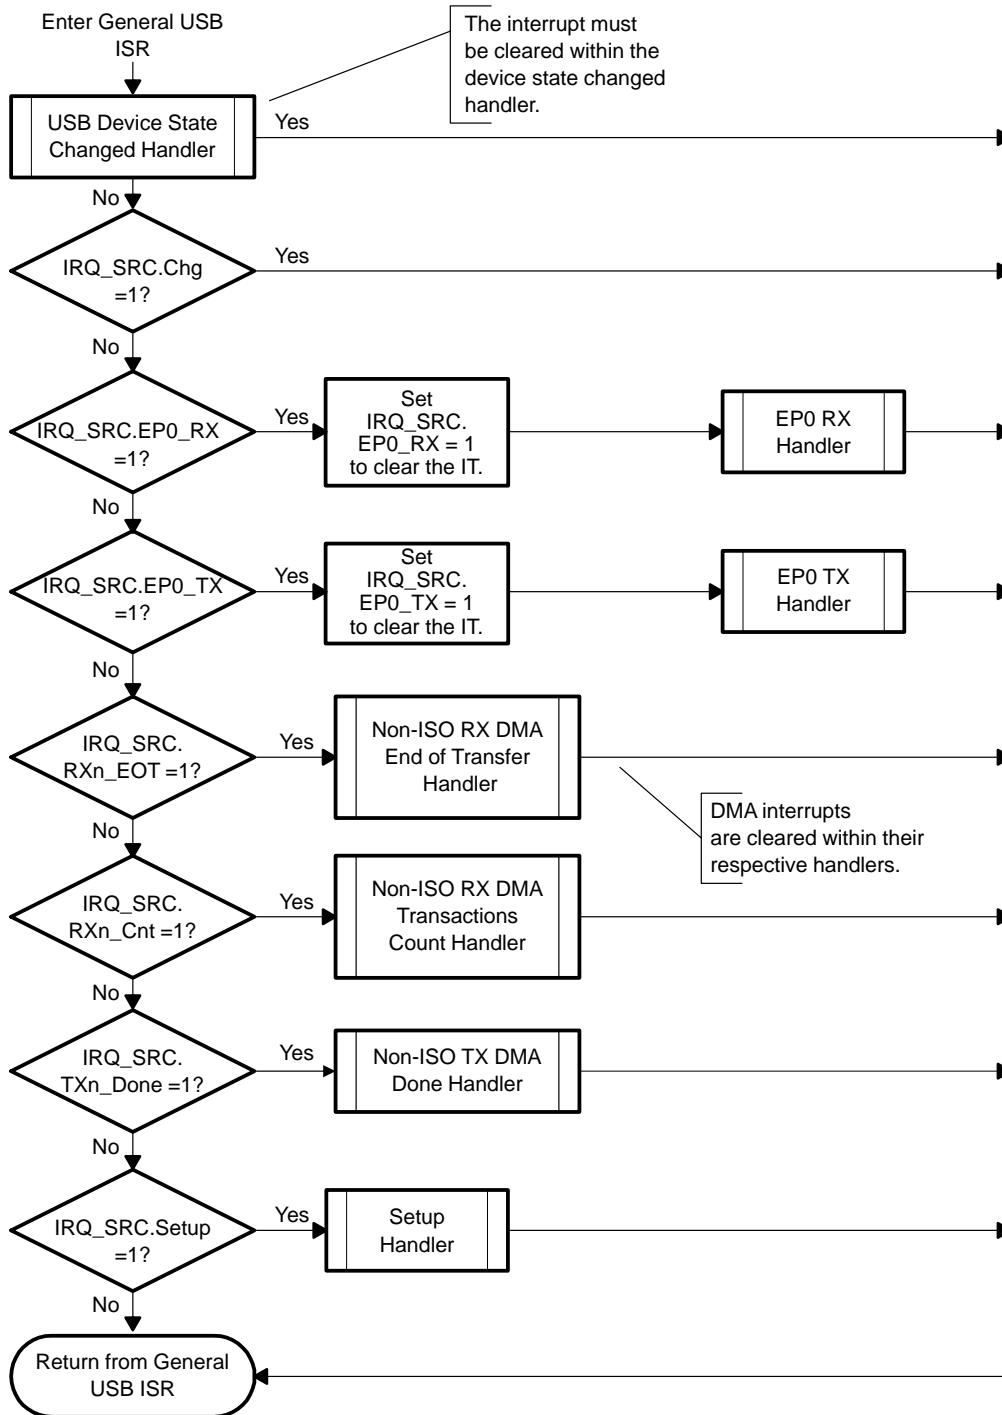 Enter General USB
ISR
The interrupt must
be cleared within the
device state changed
handler.
USB Device State
Changed Handler
Yes
No
IRQ_SRC.Chg
=1?
Yes
No
IRQ_SRC.EP0_RX
=1?
Yes
Set
IRQ_SRC.
EP0_RX = 1
to clear the IT.
EP0 RX
Handler
No
IRQ_SRC.EP0_TX
=1?
Yes
Set
IRQ_SRC.
EP0_TX = 1
to clear the IT.
EP0 TX
Handler
No
IRQ_SRC.
RXn_EOT =1?
Yes
Non-ISO RX DMA
End of Transfer
Handler
DMA interrupts
are cleared within their
respective handlers.
No
IRQ_SRC.
RXn_Cnt =1?
Yes
Non-ISO RX DMA
Transactions
Count Handler
No
IRQ_SRC.
TXn_Done =1?
Yes
Non-ISO TX DMA
Done Handler
No
IRQ_SRC.Setup
=1?
Yes
Setup
Handler
No
Return from General
USB ISR